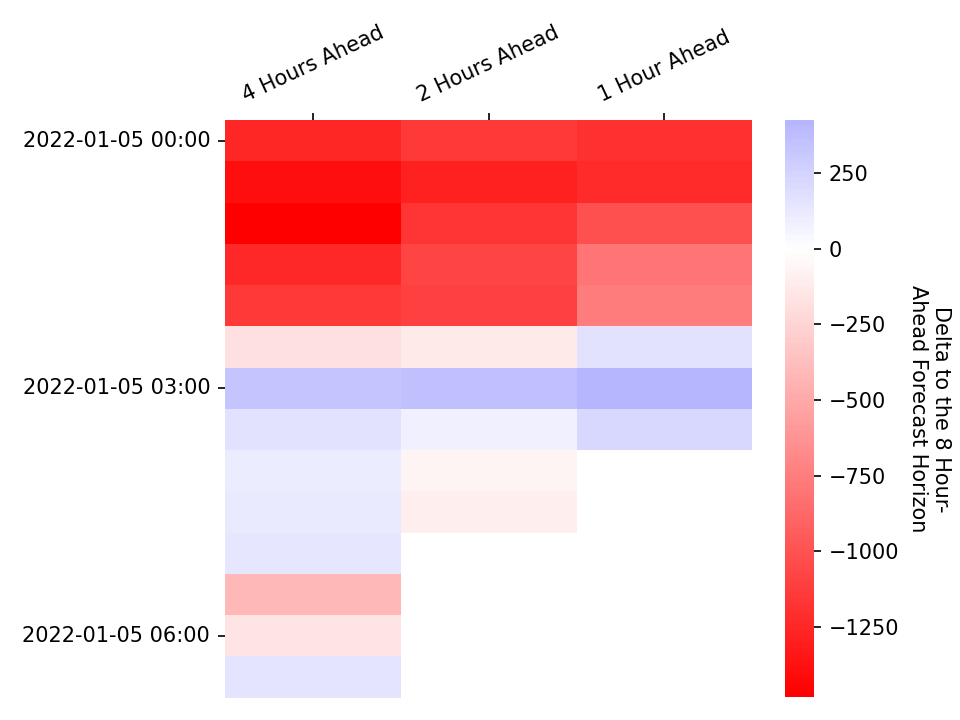 4 Hours Ahead
2 Hours Ahead
1 Hour Ahead
2022-01-05 00:00
2022-01-05 03:00
2022-01-05 06:00
250
0
−250
−500
−750
−1000
−1250
Delta to the 8 Hour-
Ahead Forecast Horizon